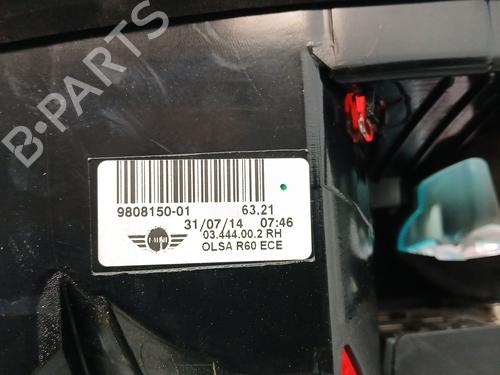 B-PARTS
9808150-01 63.21
31/07/14 07:46
MINI
03.444.00.2 RH
OLSA R60 ECE